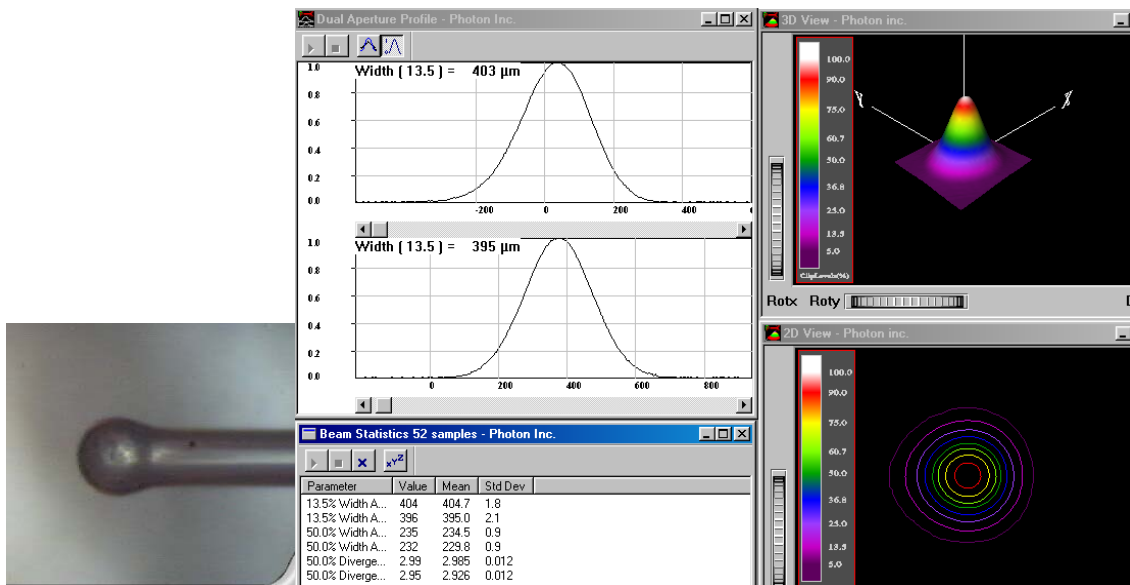 Dual Aperture Profile - Photon Inc.
Width ( 13.5 ) = 403 µm
1.0
0.8
0.6
0.4
0.2
0.0
-200
0
200
400
Width ( 13.5 ) = 395 µm
1.0
0.8
0.6
0.4
0.2
0.0
0
200
400
600
800
Beam Statistics 52 samples - Photon Inc.
XYZ
Parameter Value Mean Std Dev
13.5% Width A... 404 404.7 1.8
13.5% Width A... 396 395.0 2.1
50.0% Width A... 235 234.5 0.9
50.0% Width A... 232 229.8 0.9
50.0% Diverge... 2.99 2.985 0.012
50.0% Diverge... 2.95 2.926 0.012
3D View - Photon inc.
100.0
90.0
75.0
60.7
50.0
36.8
25.0
13.5
5.0
ClipLevels(%)
Y
X
Rotx Roty
2D View - Photon inc.
100.0
90.0
75.0
60.7
50.0
36.8
25.0
13.5
5.0